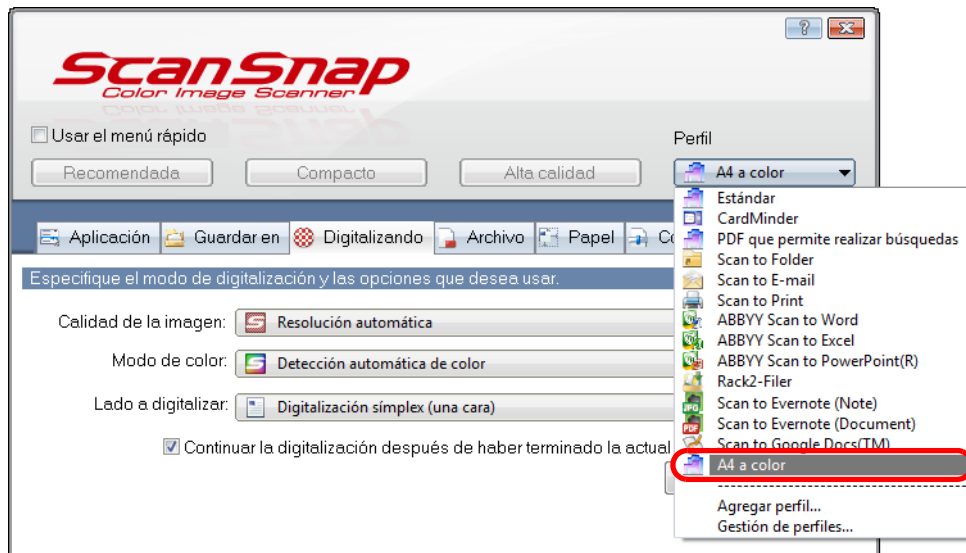 ScanSnap
Color Image Scanner
Usar el menú rápido
Perfil
Recomendada
Compacto
Alta calidad
A4 a color
Aplicación
Guardar en
Digitalizando
Archivo
Papel
Especifique el modo de digitalización y las opciones que desea usar.
Calidad de la imagen:
Resolución automática
Modo de color:
Detección automática de color
Lado a digitalizar:
Digitalización símplex (una cara)
Continuar la digitalización después de haber terminado la actual
Estándar
CardMinder
PDF que permite realizar búsquedas
Scan to Folder
Scan to E-mail
Scan to Print
ABBYY Scan to Word
ABBYY Scan to Excel
ABBYY Scan to PowerPoint(R)
Rack2-Filer
Scan to Evernote (Note)
Scan to Evernote (Document)
Scan to Google Docs(TM)
A4 a color
Agregar perfil...
Gestión de perfiles...